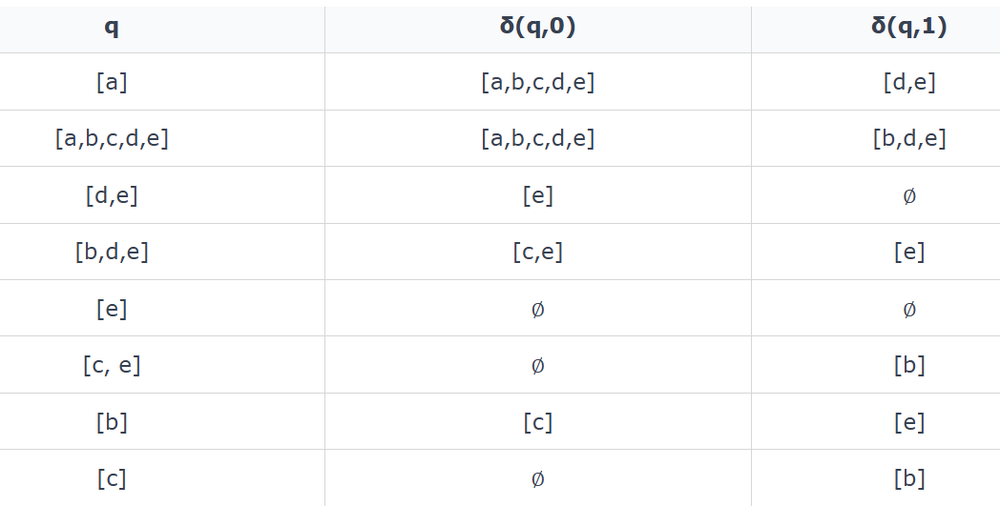 q δ(q,0) δ(q,1)
[a] [a,b,c,d,e] [d,e]
[a,b,c,d,e] [a,b,c,d,e] [b,d,e]
[d,e] [e] ∅
[b,d,e] [c,e] [e]
[e] ∅ ∅
[c, e] ∅ [b]
[b] [c] [e]
[c] ∅ [b]